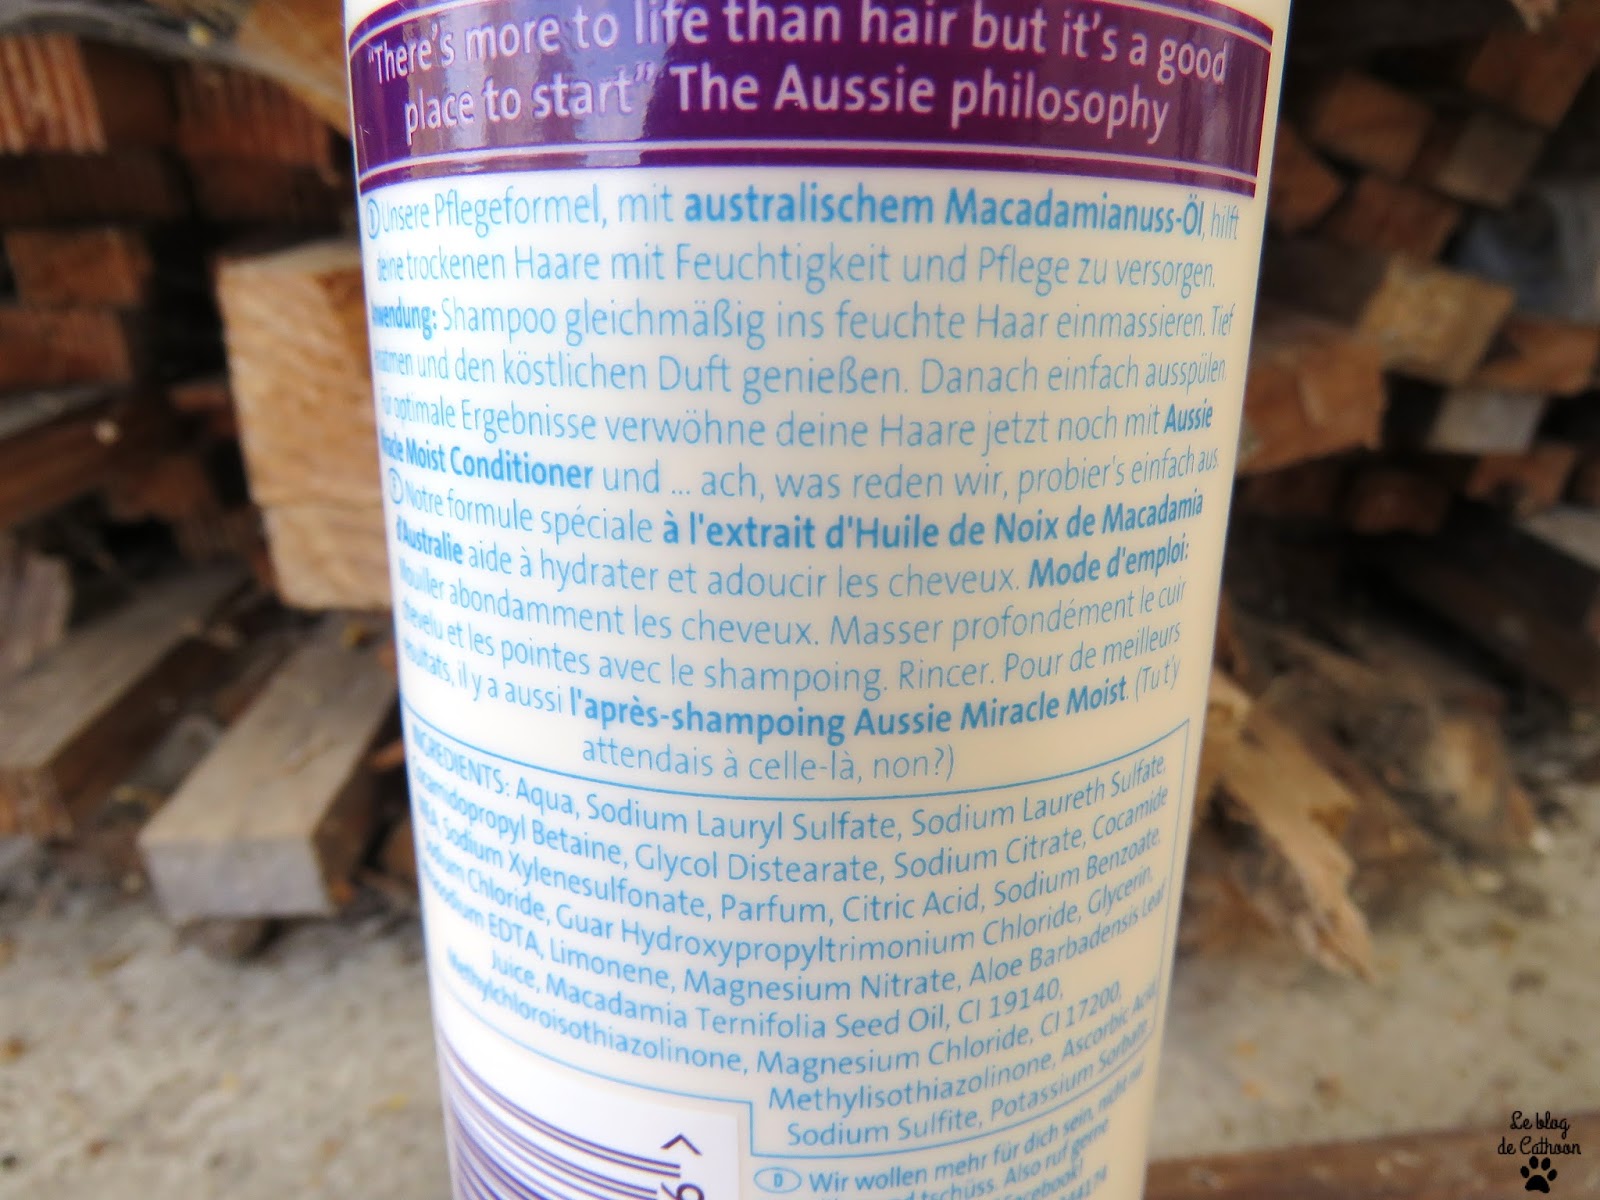 "There's more to life than hair but it's a good
place to start" The Aussie philosophy
D Unsere Pflegeformel, mit australischem Macadamianuss-Öl, hilft
deine trockenen Haare mit Feuchtigkeit und Pflege zu versorgen.
Anwendung: Shampoo gleichmäßig ins feuchte Haar einmassieren. Tief
einatmen und den köstlichen Duft genießen. Danach einfach ausspülen.
Für optimale Ergebnisse verwöhne deine Haare jetzt noch mit Aussie
Miracle Moist Conditioner und ... ach, was reden wir, probier's einfach aus.
F Notre formule spéciale à l'extrait d'Huile de Noix de Macadamia
d'Australie aide à hydrater et adoucir les cheveux. Mode d'emploi:
Mouiller abondamment les cheveux. Masser profondément le cuir
chevelu et les pointes avec le shampoing. Rincer. Pour de meilleurs
résultats, il y a aussi l'après-shampoing Aussie Miracle Moist. (Tu t'y
attendais à celle-là, non?)
INGREDIENTS: Aqua, Sodium Lauryl Sulfate, Sodium Laureth Sulfate,
Cocamidopropyl Betaine, Glycol Distearate, Sodium Citrate, Cocamide
MEA, Sodium Xylenesulfonate, Parfum, Citric Acid, Sodium Benzoate,
Sodium Chloride, Guar Hydroxypropyltrimonium Chloride, Glycerin,
EDTA, Limonene, Magnesium Nitrate, Aloe Barbadensis Leaf
Juice, Macadamia Ternifolia Seed Oil, CI 19140,
Methylchloroisothiazolinone, Magnesium Chloride, CI 17200,
Methylisothiazolinone, Ascorbic Acid,
Sodium Sulfite, Potassium Sorbate
D Wir wollen mehr für dich sein, nicht nur
tschüss. Also ruf gerne
Facebook!
44174
< 9
Le blog
de Cathoon